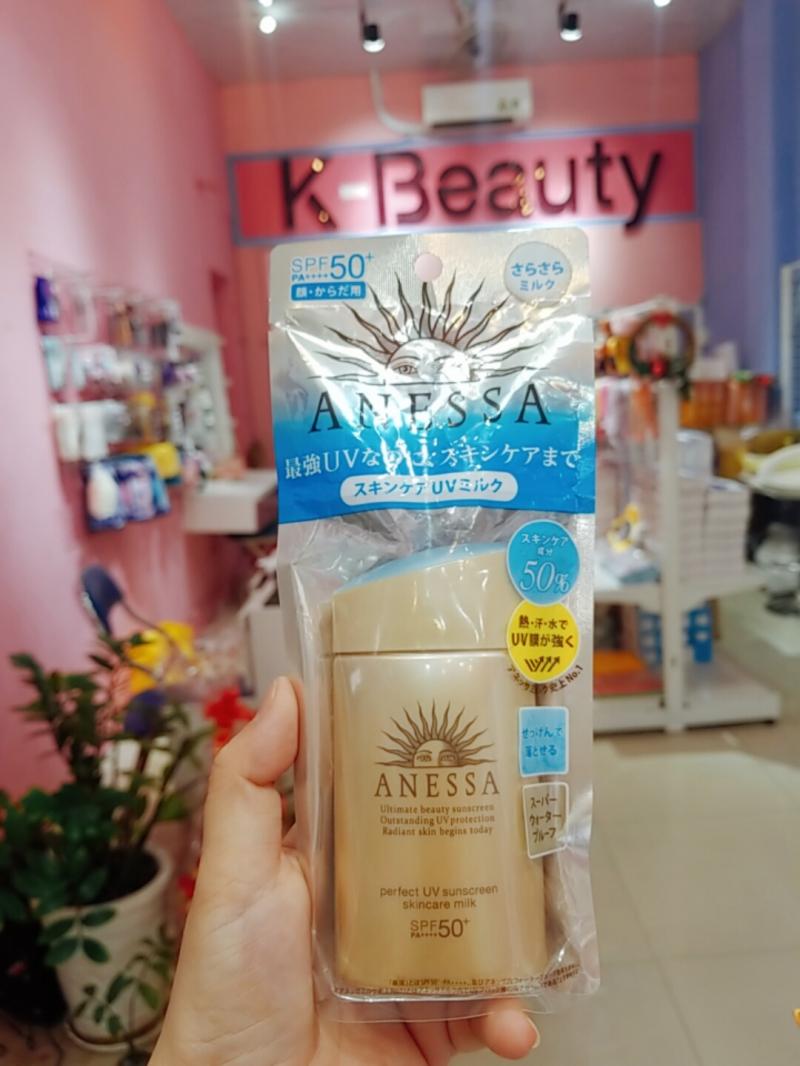 K-Beauty
SPF50+
PA++++
顔・からだ用
さらさら
ミルク
ANESSA
最強UV
スキンケアまで
スキンケアUVミルク
スキンケア
成分
50%
熱・汗・水で
UV膜が強く
史上No.1
せっけんで
落とせる
スーパー
ウォーター
プルーフ
ANESSA
Ultimate beauty sunscreen
Outstanding UV protection
Radiant skin begins today
perfect UV sunscreen
skincare milk
SPF50+
PA++++